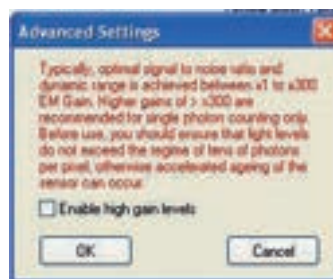 Advanced Settings
Typically, optimal signal to noise ratio and
dynamic range is achieved between x1 to x300
EM Gain. Higher gains of > x300 are
recommended for single photon counting only.
Before use, you should ensure that light levels
do not exceed the regime of tens of photons
per pixel, otherwise accelerated ageing of the
sensor can occur.
Enable high gain levels
OK
Cancel